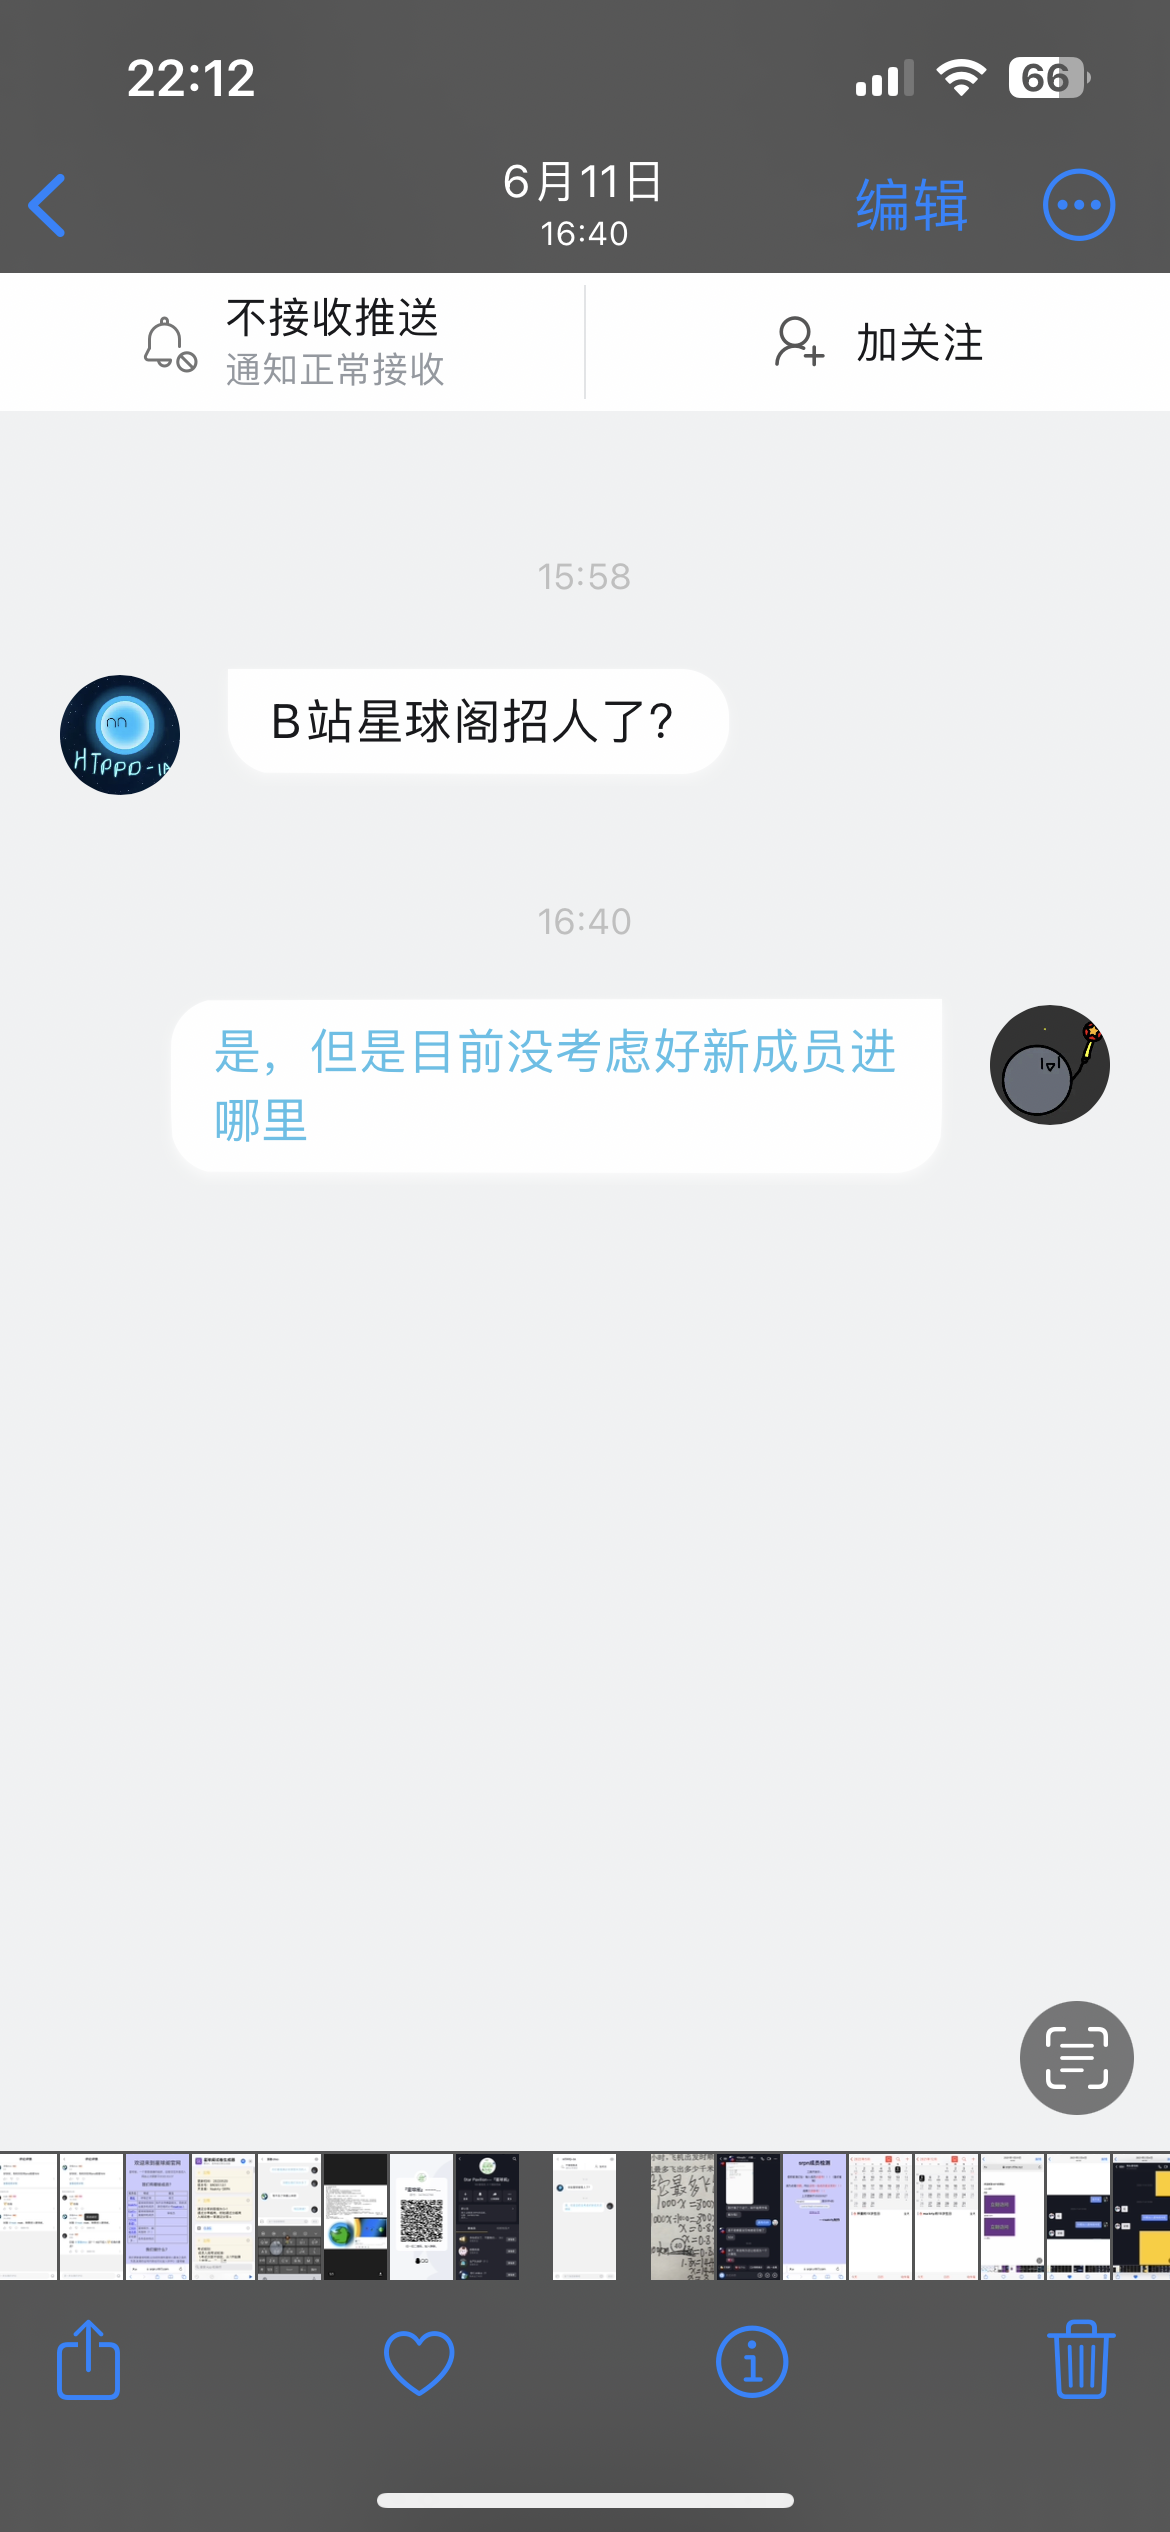 22:12
66
6月11日
16:40
编辑
不接收推送
通知正常接收
加关注
15:58
B站星球阁招人了?
HTPPD-1A
16:40
是，但是目前没考虑好新成员进
哪里